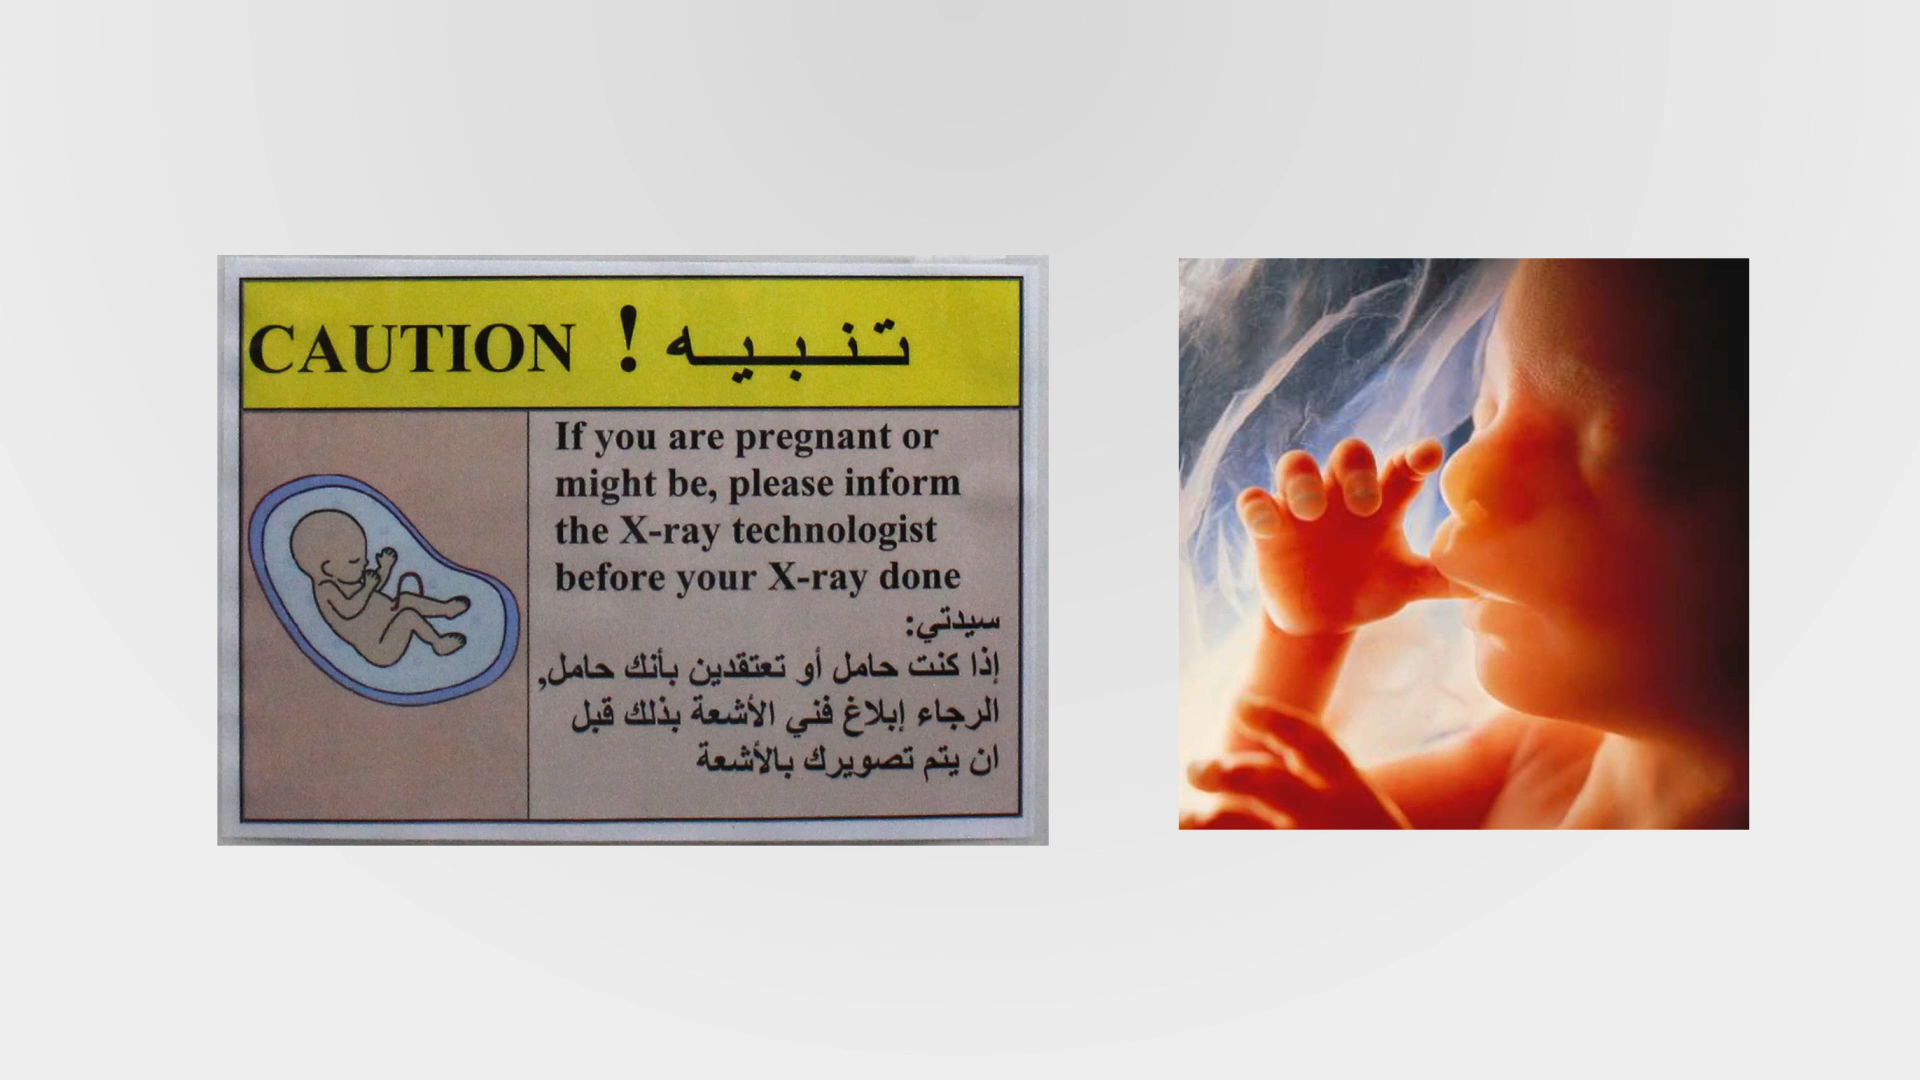 CAUTION ! تنبيه
If you are pregnant or
might be, please inform
the X-ray technologist
before your X-ray done
سيدتي:
إذا كنت حامل أو تعتقدين بأنك حامل,
الرجاء إبلاغ فني الأشعة بذلك قبل
ان يتم تصويرك بالأشعة